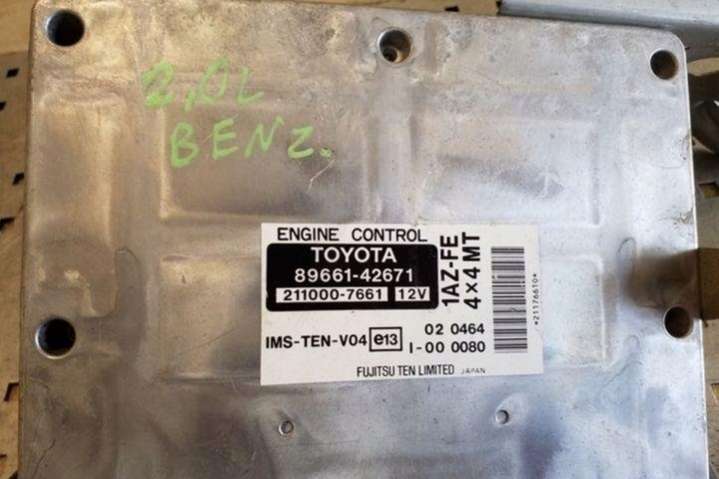 2,0L
BENZ.
ENGINE CONTROL
TOYOTA
89661-42671
211000-7661 12V
1AZ-FE
4×4 MT
IMS-TEN-V04 e13
02 0464
I-00 0080
FUJITSU TEN LIMITED JAPAN
*21176610*